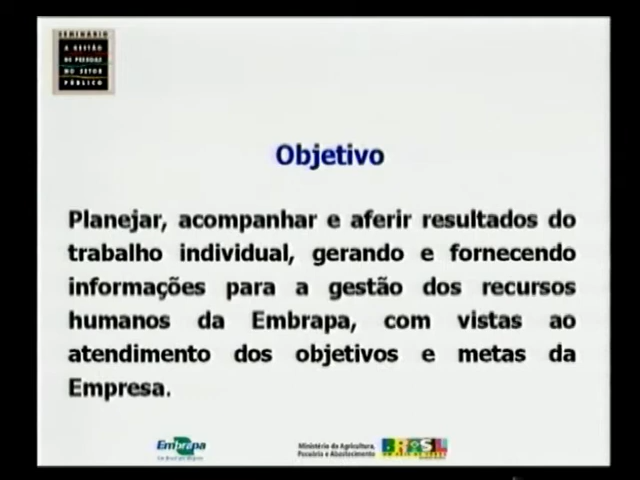 SEMINÁRIO
A GESTÃO
DE PESSOAS
NO SETOR
PÚBLICO
Objetivo
Planejar, acompanhar e aferir resultados do
trabalho individual, gerando e fornecendo
informações para a gestão dos recursos
humanos da Embrapa, com vistas ao
atendimento dos objetivos e metas da
Empresa.
Embrapa
Ministério da Agricultura,
Pecuária e Abastecimento
BRASIL